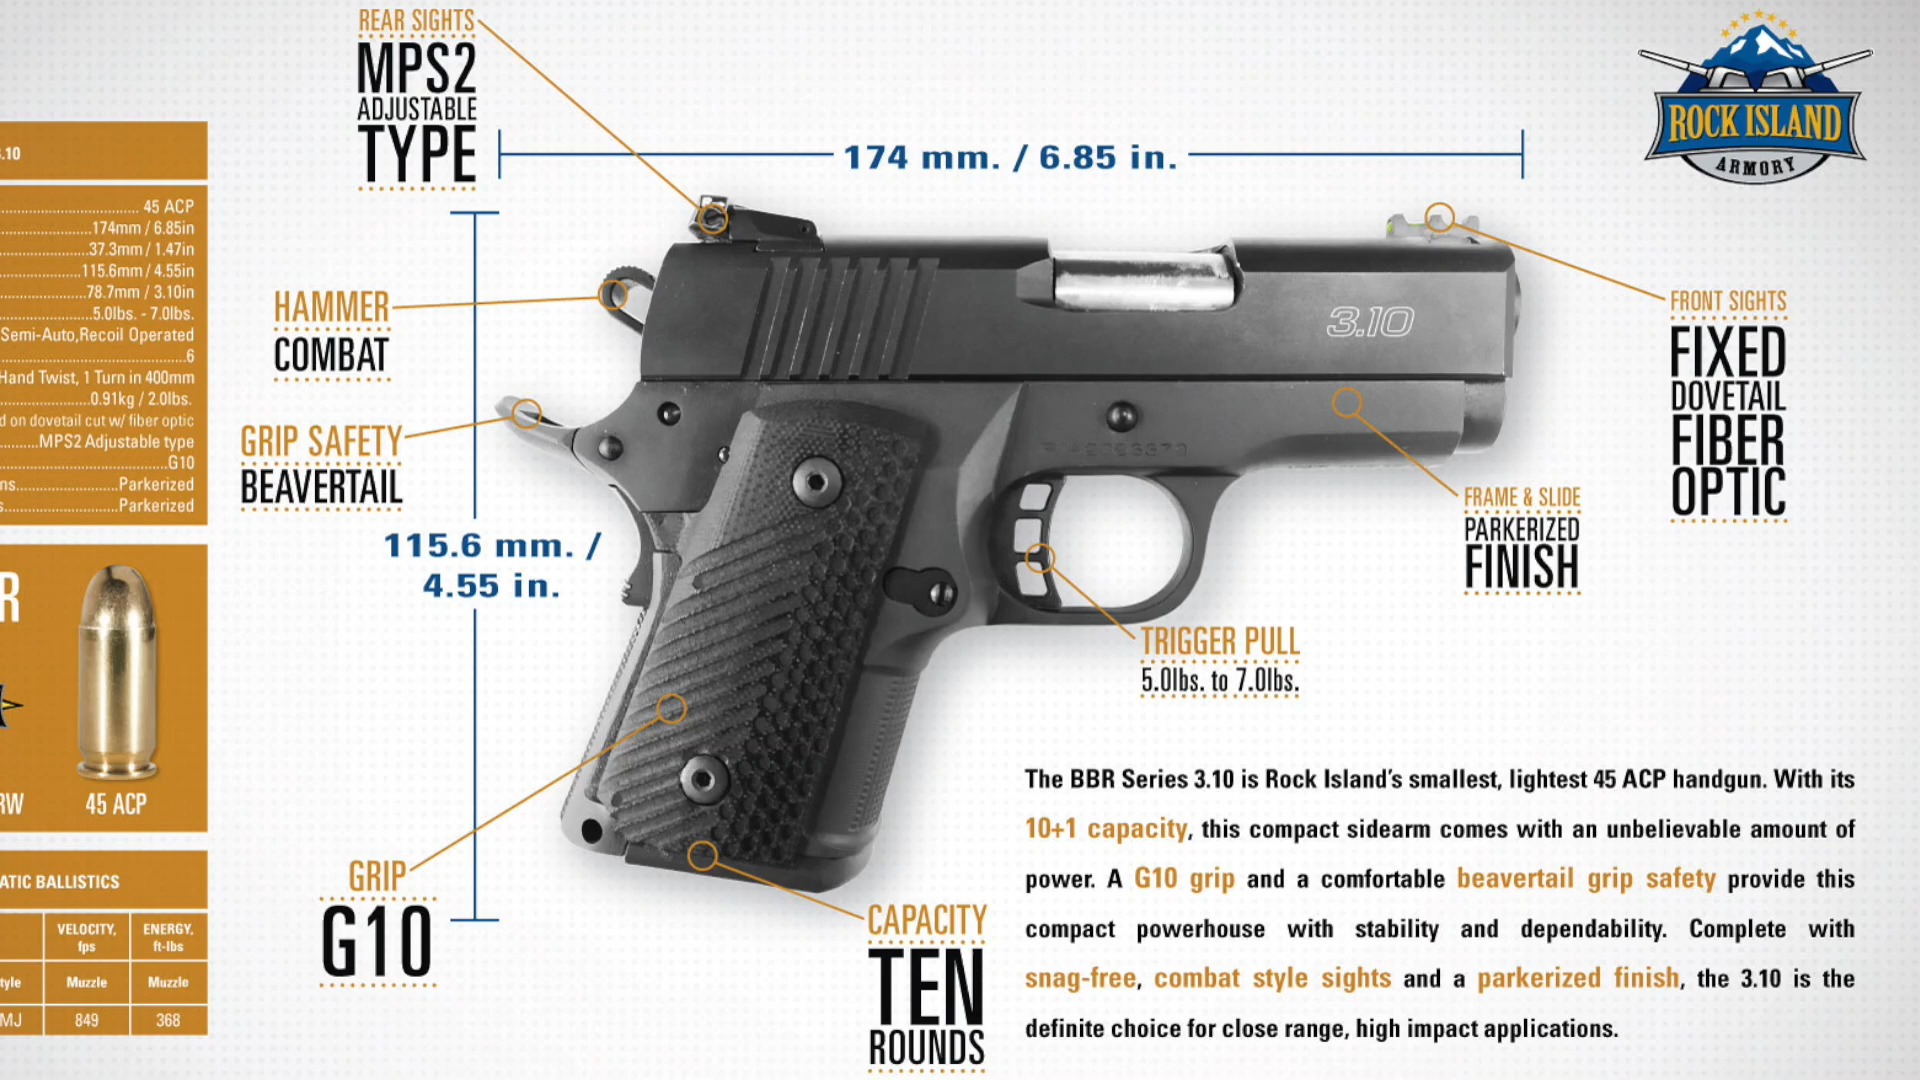 REAR SIGHTS
MPS2
ADJUSTABLE
TYPE
174 mm. / 6.85 in.
ROCK ISLAND
ARMORY
3.10
FRONT SIGHTS
FIXED
DOVETAIL
FIBER
OPTIC
HAMMER
COMBAT
GRIP SAFETY
BEAVERTAIL
115.6 mm. /
4.55 in.
FRAME & SLIDE
PARKERIZED
FINISH
TRIGGER PULL
5.0lbs. to 7.0lbs.
GRIP
G10
CAPACITY
TEN
ROUNDS
The BBR Series 3.10 is Rock Island's smallest, lightest 45 ACP handgun. With its
10+1 capacity, this compact sidearm comes with an unbelievable amount of
power. A G10 grip and a comfortable beavertail grip safety provide this
compact powerhouse with stability and dependability. Complete with
snag-free, combat style sights and a parkerized finish, the 3.10 is the
definite choice for close range, high impact applications.
.10
45 ACP
174mm / 6.85in
37.3mm / 1.47in
115.6mm / 4.55in
78.7mm / 3.10in
5.0lbs. - 7.0lbs.
Semi-Auto,Recoil Operated
6
Hand Twist, 1 Turn in 400mm
0.91kg / 2.0lbs.
d on dovetail cut w/ fiber optic
MPS2 Adjustable type
G10
ns. Parkerized
s. Parkerized
R
RW
45 ACP
ATIC BALLISTICS
VELOCITY, fps
ENERGY, ft-lbs
tyle Muzzle Muzzle
MJ 849 368